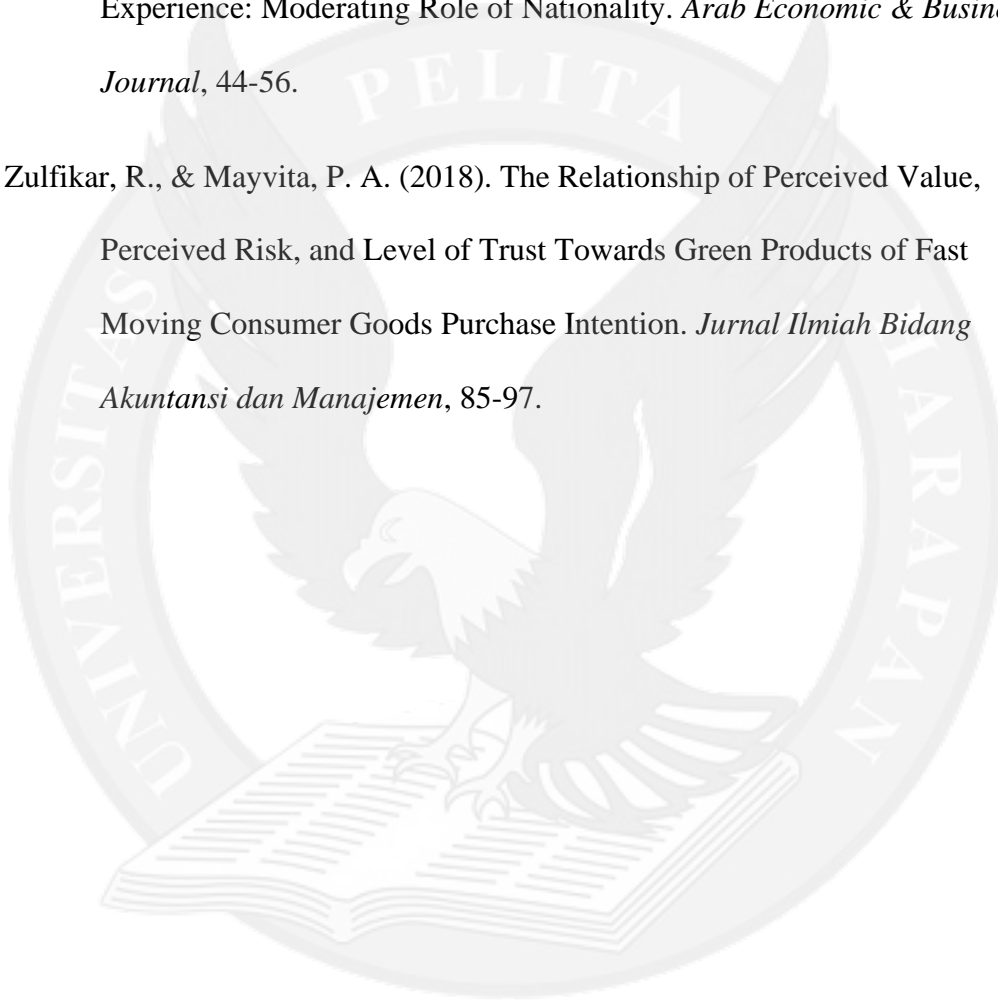 Experience: Moderating Role of Nationality. Arab Economic & Busine
Journal, 44-56.
Zulfikar, R., & Mayvita, P. A. (2018). The Relationship of Perceived Value,
Perceived Risk, and Level of Trust Towards Green Products of Fast
Moving Consumer Goods Purchase Intention. Jurnal Ilmiah Bidang
Akuntansi dan Manajemen, 85-97.
UNIVERSITAS
PELITA
HARAPAN